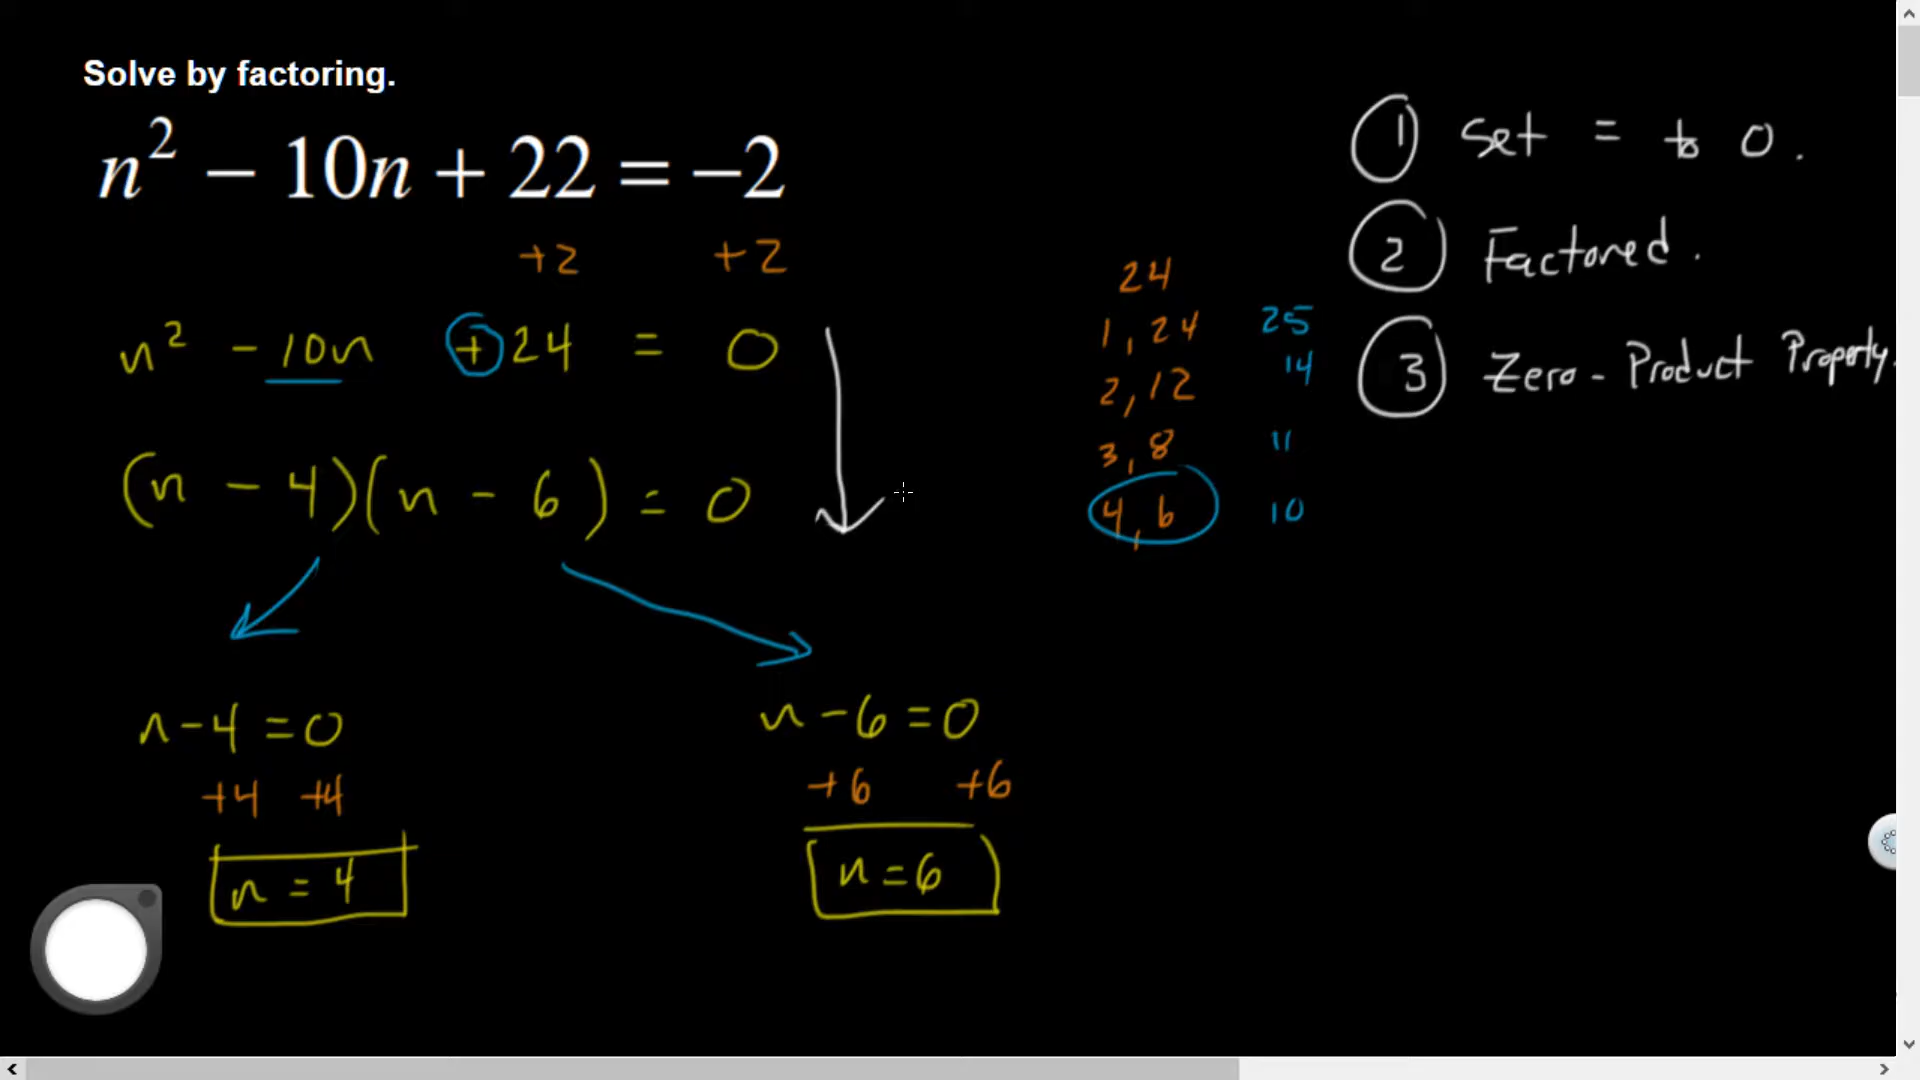 Solve by factoring.
n² − 10n + 22 = −2
+2 +2
n² − 10n + 24 = 0
(n − 4)(n − 6) = 0
n − 4 = 0
+4 +4
n = 4
n − 6 = 0
+6 +6
n = 6
24
1, 24 25
2, 12 14
3, 8 11
4, 6 10
1 Set = to 0.
2 Factored.
3 Zero - Product Property.